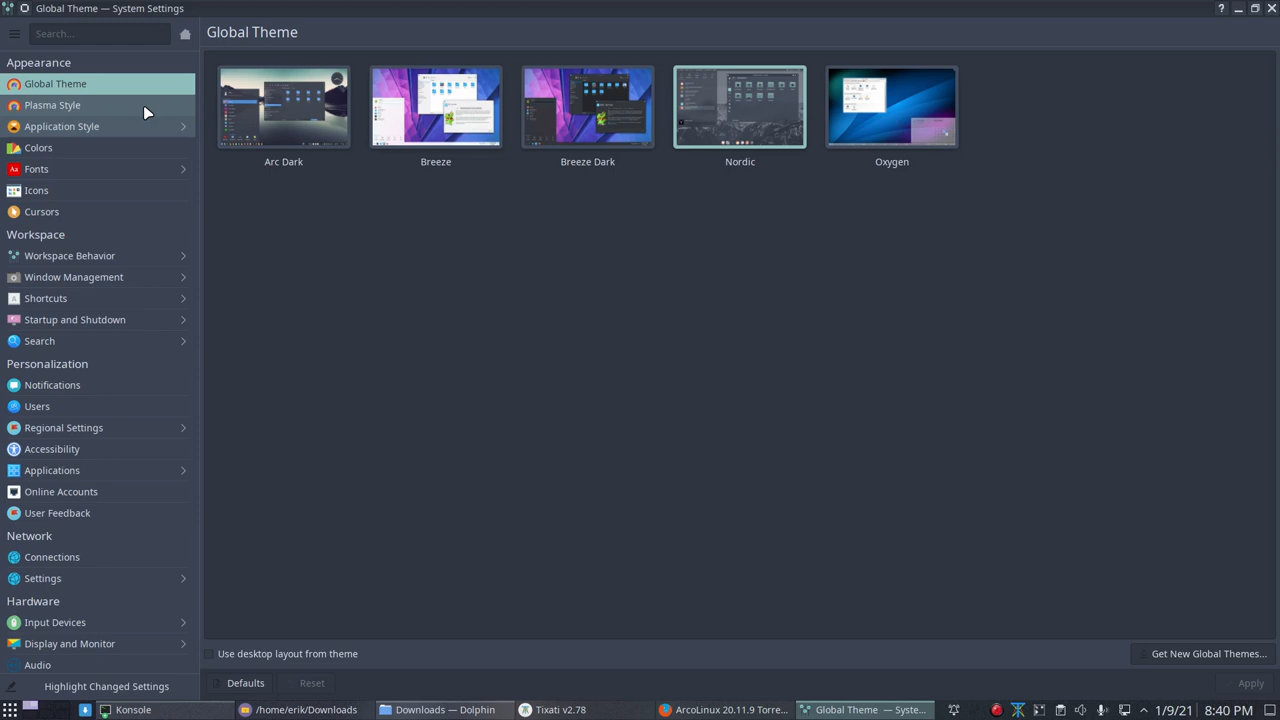 Global Theme — System Settings
Search...
Global Theme
Appearance
Global Theme
Plasma Style
Application Style
Colors
Fonts
Icons
Cursors
Workspace
Workspace Behavior
Window Management
Shortcuts
Startup and Shutdown
Search
Personalization
Notifications
Users
Regional Settings
Accessibility
Applications
Online Accounts
User Feedback
Network
Connections
Settings
Hardware
Input Devices
Display and Monitor
Audio
Highlight Changed Settings
Arc Dark
Breeze
Breeze Dark
Nordic
Oxygen
Use desktop layout from theme
Get New Global Themes...
Defaults
Reset
Apply
Konsole
/home/erik/Downloads
Downloads — Dolphin
Tixati v2.78
ArcoLinux 20.11.9 Torre...
Global Theme — Syste...
1/9/21
8:40 PM